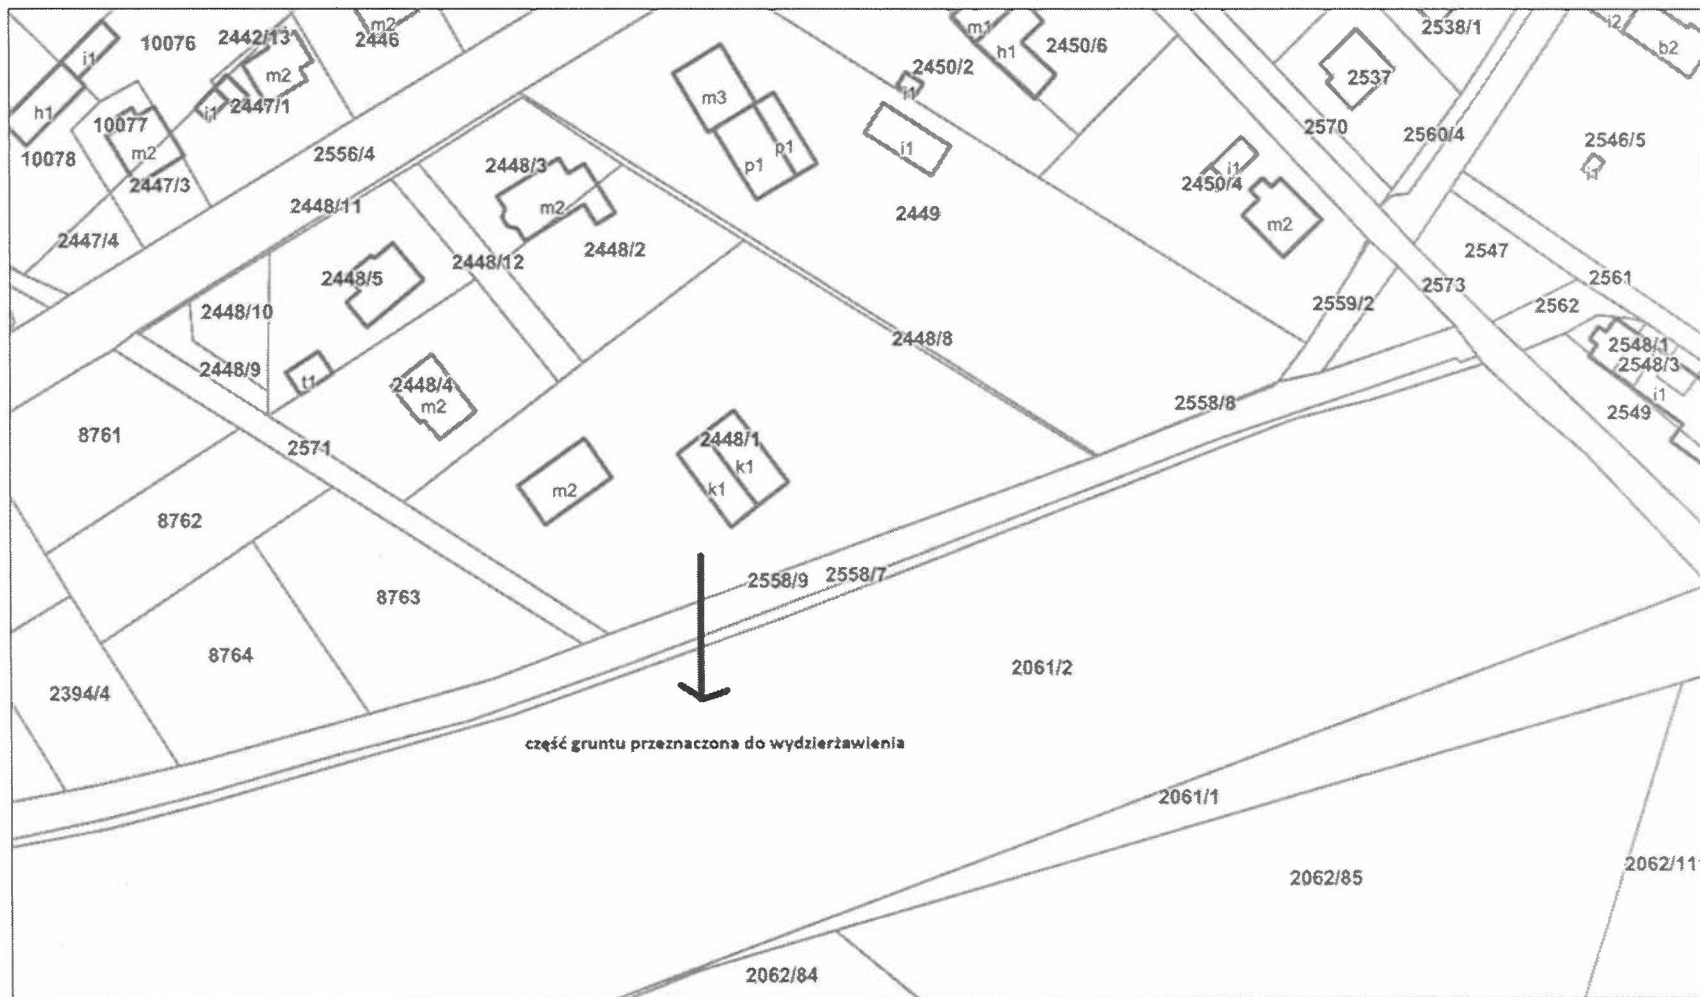 10076
2442/13
m2
2446
i1
m2
h1
i1
2447/1
10077
m2
10078
2447/3
2447/4
2556/4
2448/11
2448/3
m2
2448/2
2448/12
2448/5
2448/10
2448/9
t1
2448/4
m2
m3
p1
p1
2450/2
i1
i1
m1
h1
2450/6
2449
2448/8
2537
2538/1
i2
b2
2570
2560/4
2546/5
i1
i1
2450/4
m2
2547
2561
2573
2562
2559/2
2548/1
2548/3
i1
2549
2558/8
8761
2571
8762
m2
2448/1
k1
k1
8763
2558/9
2558/7
8764
2394/4
2061/2
część gruntu przeznaczona do wydzierżawienia
2061/1
2062/85
2062/11
2062/84